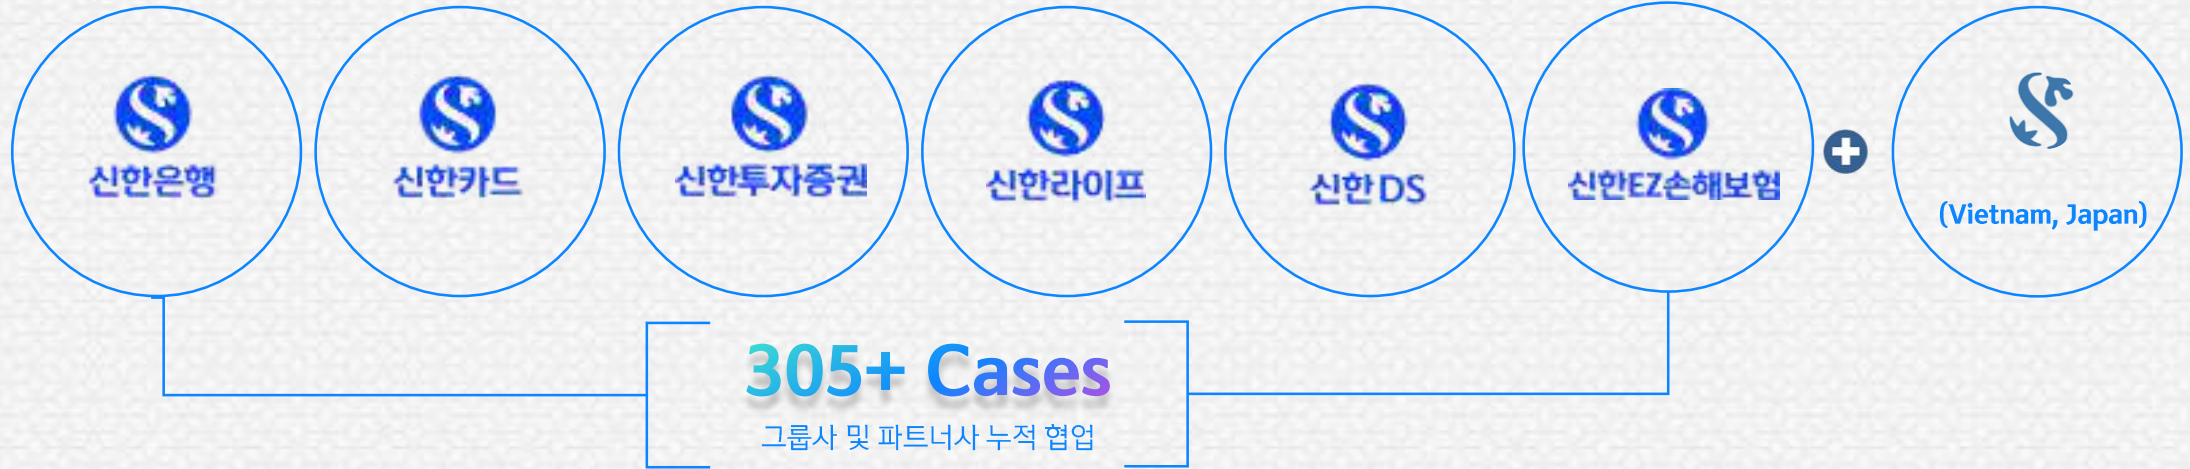 신한은행
신한카드
신한투자증권
신한라이프
신한DS
신한EZ손해보험
(Vietnam, Japan)
305+ Cases
그룹사 및 파트너사 누적 협업